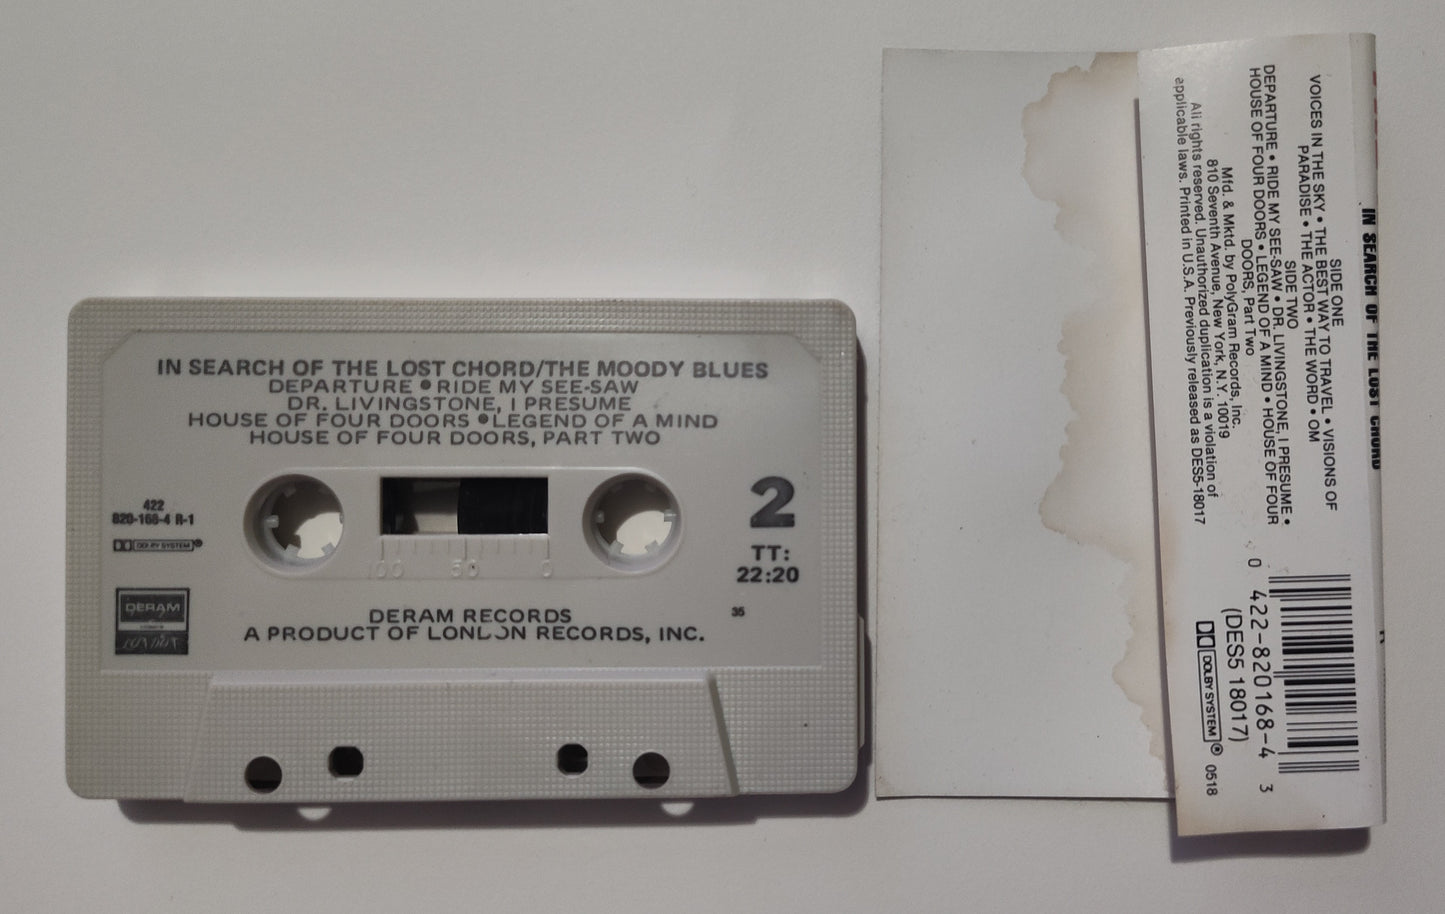 IN SEARCH OF THE LOST CHORD/THE MOODY BLUES
DEPARTURE • RIDE MY SEE-SAW
DR. LIVINGSTONE, I PRESUME
HOUSE OF FOUR DOORS • LEGEND OF A MIND
HOUSE OF FOUR DOORS, PART TWO
422
820-168-4 R-1
DOLBY SYSTEM ®
2
TT:
22:20
100 50 0
DERAM
LONDON
35
DERAM RECORDS
A PRODUCT OF LONDON RECORDS, INC.
IN SEARCH OF THE LOST CHORD
SIDE ONE
VOICES IN THE SKY • THE BEST WAY TO TRAVEL • VISIONS OF
PARADISE • THE ACTOR • THE WORD • OM
SIDE TWO
DEPARTURE • RIDE MY SEE-SAW • DR. LIVINGSTONE, I PRESUME •
HOUSE OF FOUR DOORS • LEGEND OF A MIND • HOUSE OF FOUR
DOORS, Part Two
Mfd. & Mktd. by PolyGram Records, Inc.
810 Seventh Avenue, New York, N.Y. 10019
All rights reserved. Unauthorized duplication is a violation of
applicable laws. Printed in U.S.A. Previously released as DES5-18017
0 422-820168-4 3
(DES5 18017)
DOLBY SYSTEM ® 0518